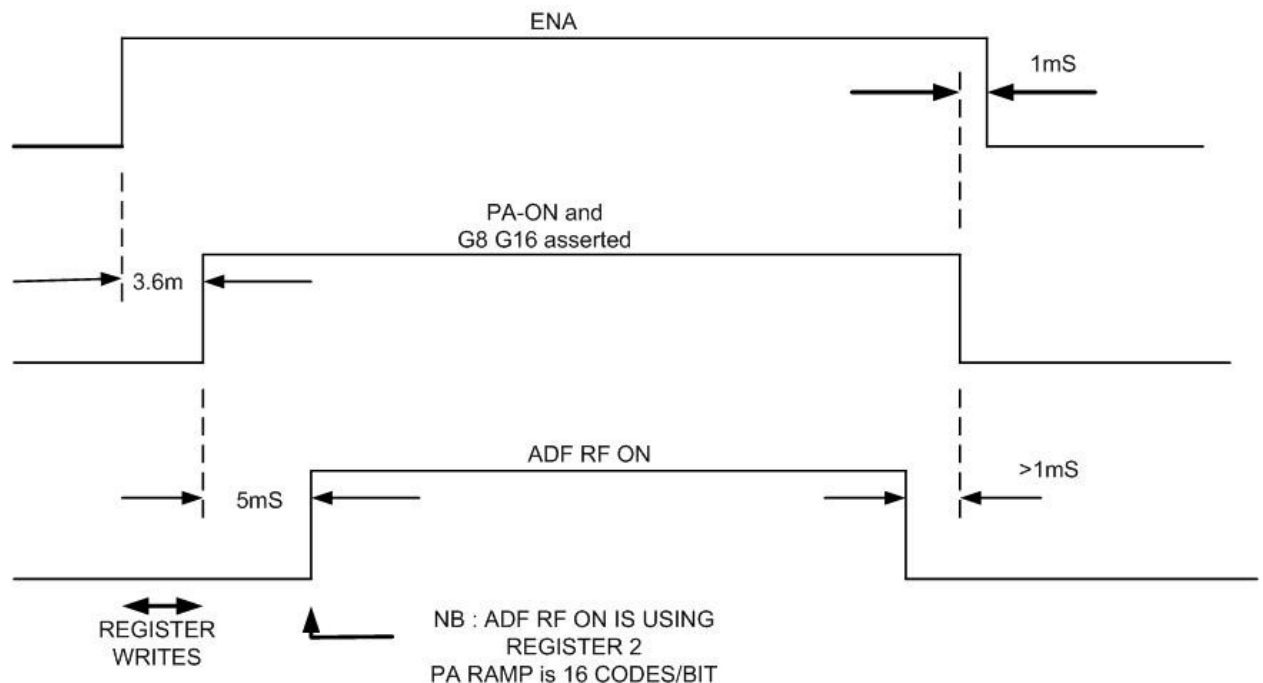 ENA
1mS
PA-ON and
G8 G16 asserted
3.6m
ADF RF ON
>1mS
5mS
REGISTER
WRITES
NB : ADF RF ON IS USING
REGISTER 2
PA RAMP is 16 CODES/BIT